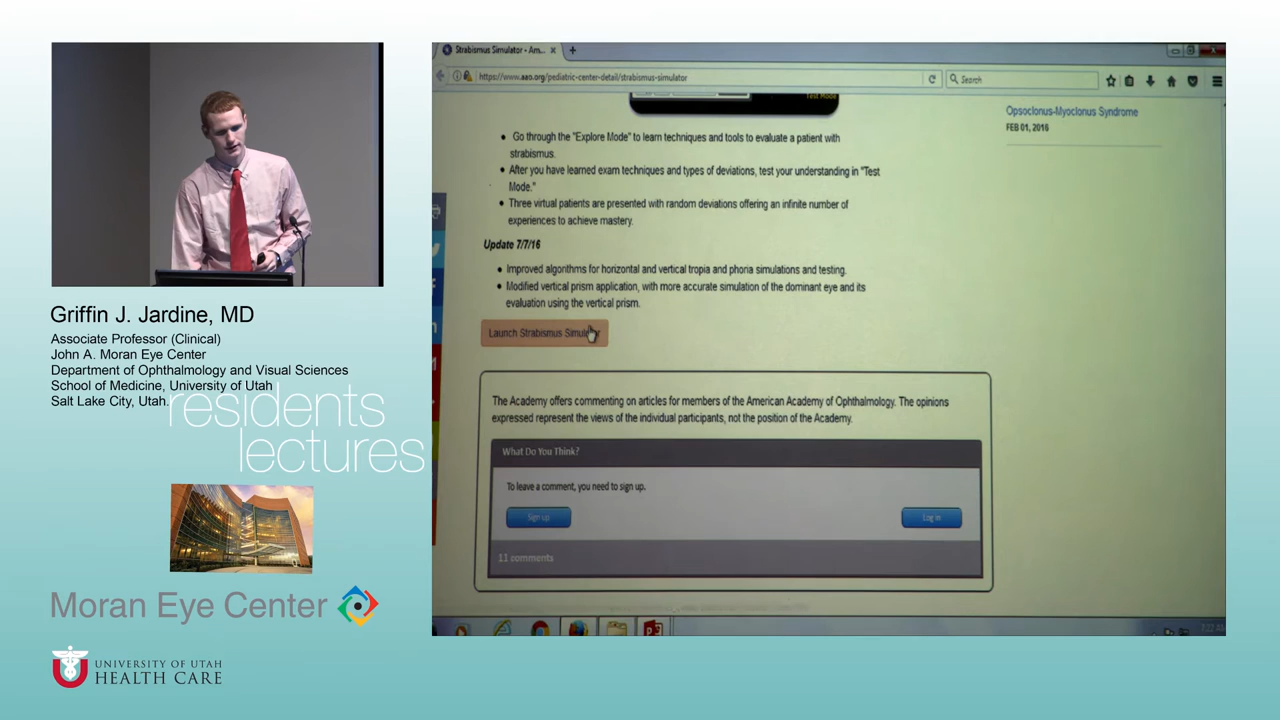 Griffin J. Jardine, MD
Associate Professor (Clinical)
John A. Moran Eye Center
Department of Ophthalmology and Visual Sciences
School of Medicine, University of Utah
Salt Lake City, Utah.
residents
lectures
Moran Eye Center
UNIVERSITY OF UTAH
HEALTH CARE
Strabismus Simulator - Am...
https://www.aao.org/pediatric-center-detail/strabismus-simulator
Search
Test Mode
Opsoclonus-Myoclonus Syndrome
FEB 01, 2016
Go through the "Explore Mode" to learn techniques and tools to evaluate a patient with
strabismus.
After you have learned exam techniques and types of deviations, test your understanding in "Test
Mode."
Three virtual patients are presented with random deviations offering an infinite number of
experiences to achieve mastery.
Update 7/7/16
Improved algorithms for horizontal and vertical tropia and phoria simulations and testing.
Modified vertical prism application, with more accurate simulation of the dominant eye and its
evaluation using the vertical prism.
Launch Strabismus Simulator
The Academy offers commenting on articles for members of the American Academy of Ophthalmology. The opinions
expressed represent the views of the individual participants, not the position of the Academy.
What Do You Think?
To leave a comment, you need to sign up.
Sign up
Log in
11 comments